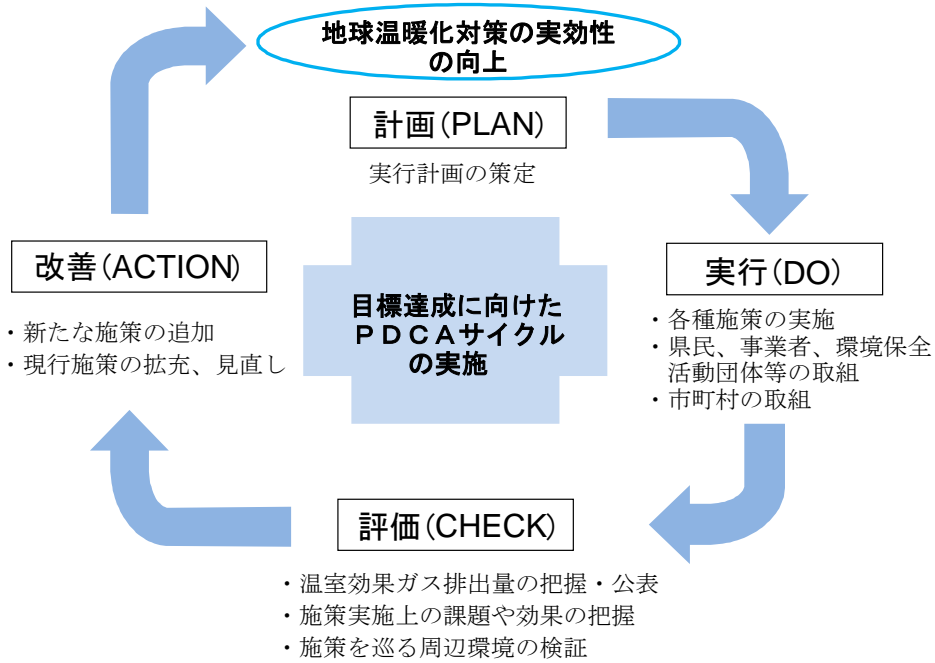 地球温暖化対策の実効性
の向上
計画(PLAN)
実行計画の策定
実行(DO)
・各種施策の実施
・県民、事業者、環境保全
活動団体等の取組
・市町村の取組
評価(CHECK)
・温室効果ガス排出量の把握・公表
・施策実施上の課題や効果の把握
・施策を巡る周辺環境の検証
改善(ACTION)
・新たな施策の追加
・現行施策の拡充、見直し
目標達成に向けた
ＰＤＣＡサイクル
の実施